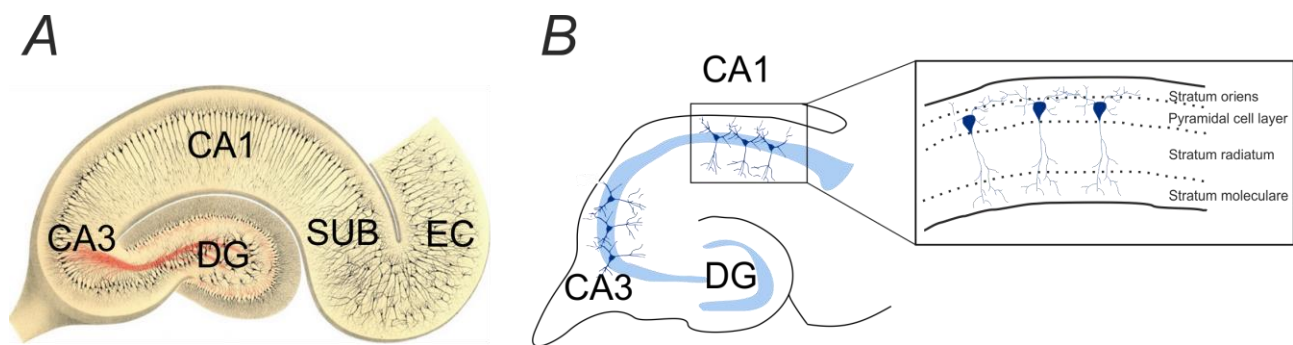 A
CA1
CA3
DG
SUB
EC
B
CA1
CA3
DG
Stratum oriens
Pyramidal cell layer
Stratum radiatum
Stratum moleculare